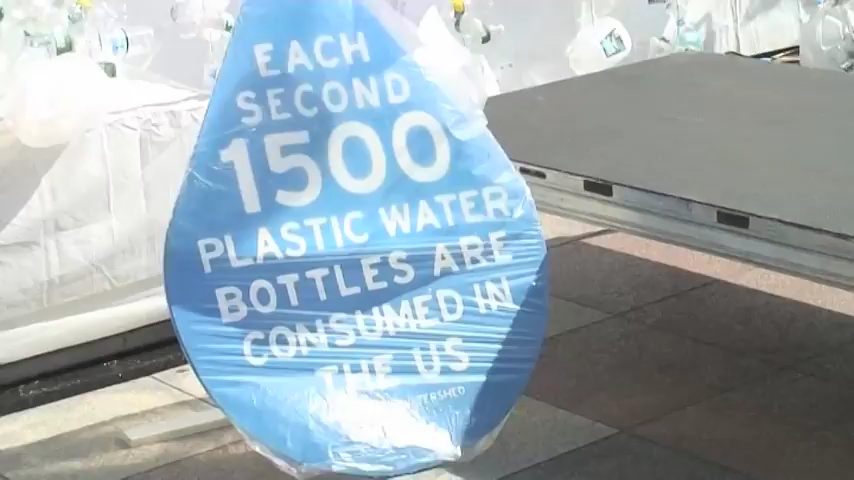 EACH
SECOND
1500
PLASTIC WATER
BOTTLES ARE
CONSUMED IN
THE US